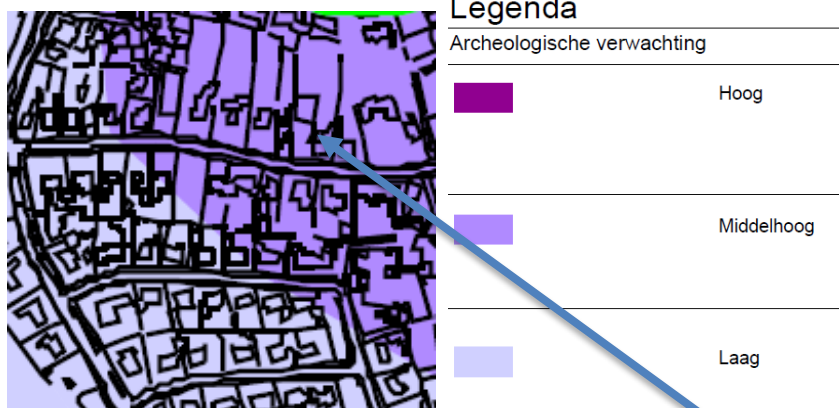 Legenda
Archeologische verwachting
Hoog
Middelhoog
Laag